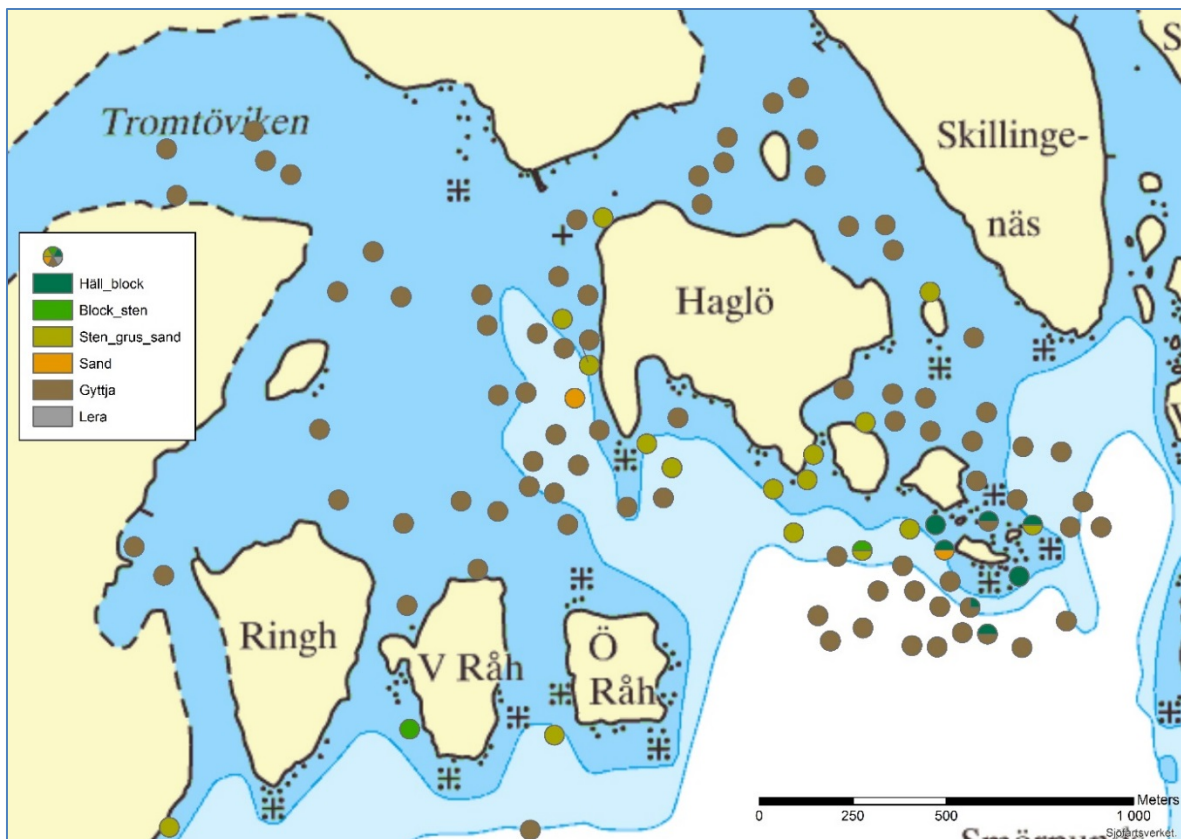 Tromtöviken
Skillinge-
näs
Haglö
Häll_block
Block_sten
Sten_grus_sand
Sand
Gyttja
Lera
Ringh
V Råh
Ö
Råh
Meters
0 250 500 1 000
Sjöfartsverket